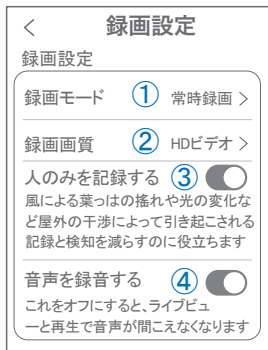 < 録画設定
録画設定
録画モード ① 常時録画 >
録画画質 ② HDビデオ >
人のみを記録する ③
風による葉っぱの搖れや光の変化な
ど屋外の干渉によって引き起こされる
記録と検知を減らすのに役立ちます
音声を録音する ④
これをオフにすると、ライブビュ
ーと再生で音声が聞こえなくなります